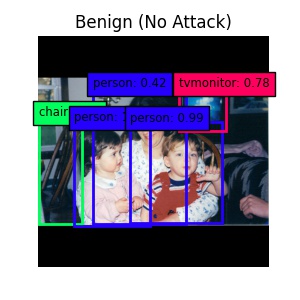 Benign (No Attack)
person: 0.42
tvmonitor: 0.78
chair
person:
person: 0.99